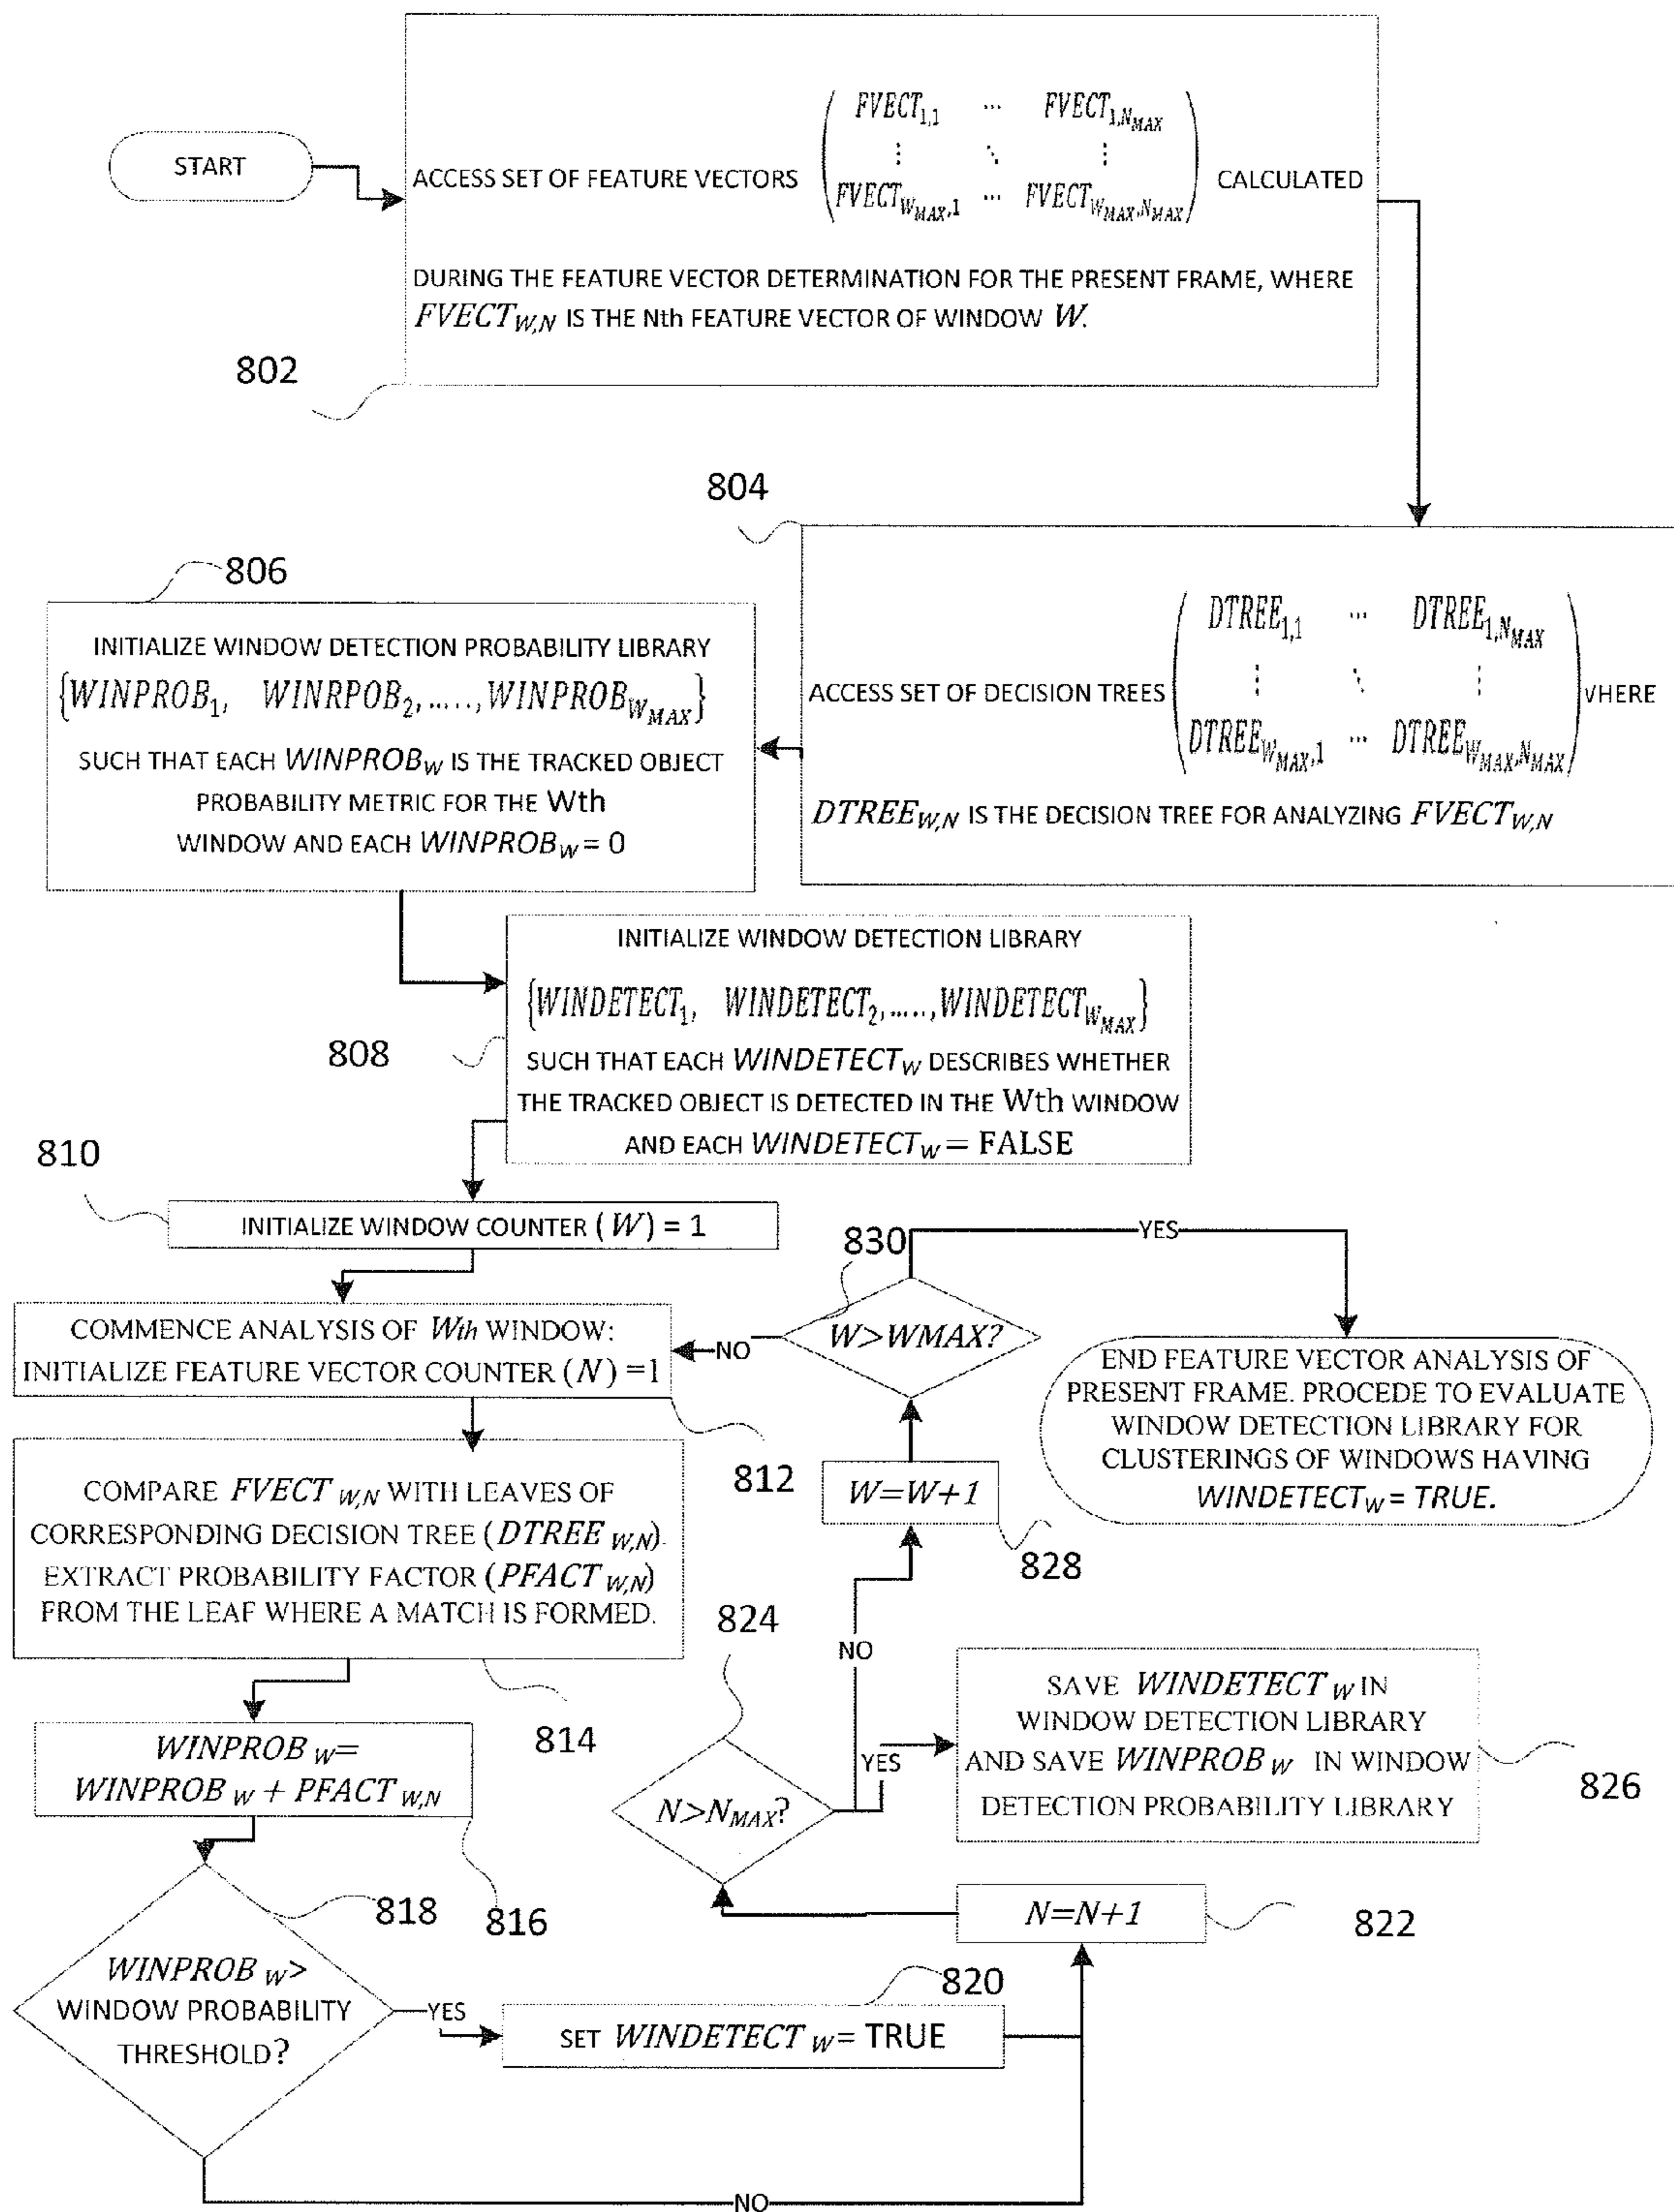 START
ACCESS SET OF FEATURE VECTORS
FVECT1,1 ... FVECT1,NMAX
⋮ ⋱ ⋮
FVECTWMAX,1 ... FVECTWMAX,NMAX
CALCULATED
DURING THE FEATURE VECTOR DETERMINATION FOR THE PRESENT FRAME, WHERE
FVECTW,N IS THE Nth FEATURE VECTOR OF WINDOW W.
802
804
ACCESS SET OF DECISION TREES
DTREE1,1 ... DTREE1,NMAX
⋮ ⋱ ⋮
DTREEWMAX,1 ... DTREEWMAX,NMAX
VHERE
DTREEW,N IS THE DECISION TREE FOR ANALYZING FVECTW,N
806
INITIALIZE WINDOW DETECTION PROBABILITY LIBRARY
{WINPROB1, WINRPOB2,.....,WINPROBWMAX}
SUCH THAT EACH WINPROBW IS THE TRACKED OBJECT
PROBABILITY METRIC FOR THE Wth
WINDOW AND EACH WINPROBW = 0
INITIALIZE WINDOW DETECTION LIBRARY
{WINDETECT1, WINDETECT2,.....,WINDETECTWMAX}
808
SUCH THAT EACH WINDETECTW DESCRIBES WHETHER
THE TRACKED OBJECT IS DETECTED IN THE Wth WINDOW
AND EACH WINDETECTW = FALSE
810
INITIALIZE WINDOW COUNTER (W) = 1
COMMENCE ANALYSIS OF Wth WINDOW:
INITIALIZE FEATURE VECTOR COUNTER (N) =1
812
COMPARE FVECT W,N WITH LEAVES OF
CORRESPONDING DECISION TREE (DTREE W,N).
EXTRACT PROBABILITY FACTOR (PFACT W,N)
FROM THE LEAF WHERE A MATCH IS FORMED.
814
WINPROB W=
WINPROB W + PFACT W,N
816
818
WINPROB W>
WINDOW PROBABILITY
THRESHOLD?
YES
NO
820
SET WINDETECT W= TRUE
N=N+1
822
824
N>NMAX?
YES
NO
SAVE WINDETECT W IN
WINDOW DETECTION LIBRARY
AND SAVE WINPROB W IN WINDOW
DETECTION PROBABILITY LIBRARY
826
W=W+1
828
830
W>WMAX?
NO
YES
END FEATURE VECTOR ANALYSIS OF
PRESENT FRAME. PROCEDE TO EVALUATE
WINDOW DETECTION LIBRARY FOR
CLUSTERINGS OF WINDOWS HAVING
WINDETECTW= TRUE.